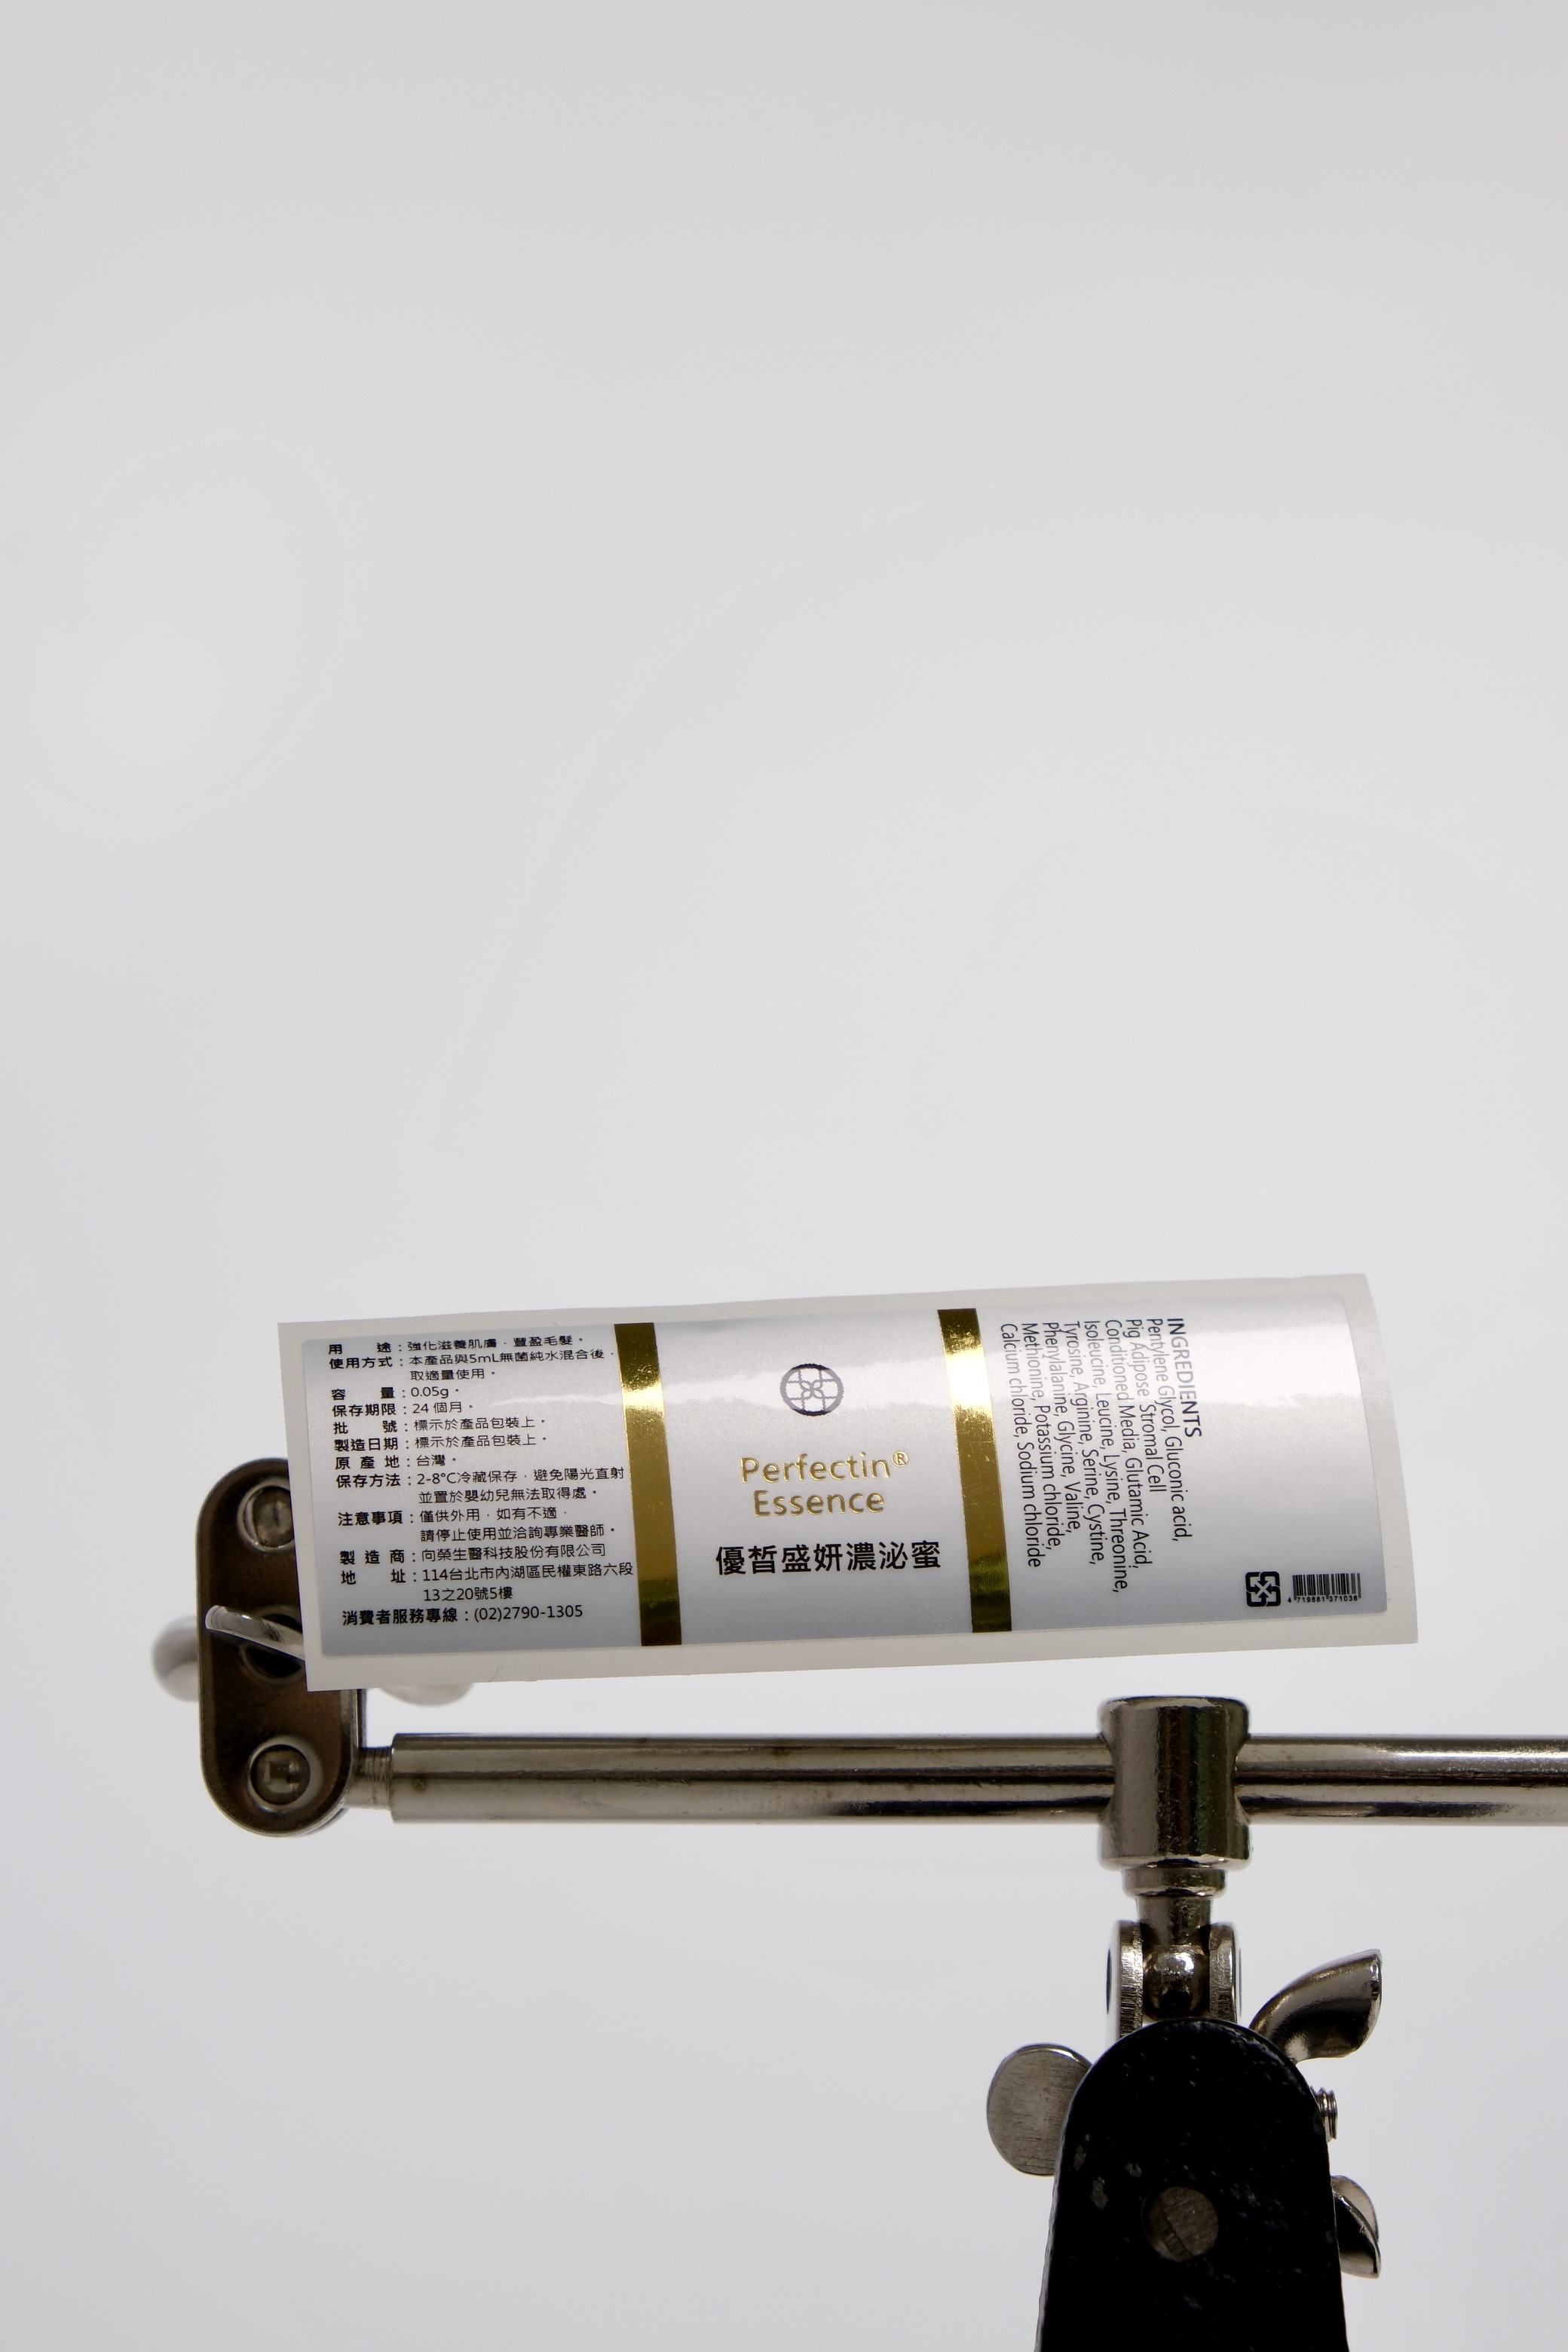 用　　途：強化滋養肌膚，豐盈毛髮。
使用方式：本產品與5mL無菌純水混合後，
取適量使用。
容　　量：0.05g。
保存期限：24 個月。
批　　號：標示於產品包裝上。
製造日期：標示於產品包裝上。
原 產 地：台灣。
保存方法：2-8°C冷藏保存，避免陽光直射
並置於嬰幼兒無法取得處。
注意事項：僅供外用，如有不適，
請停止使用並洽詢專業醫師。
製 造 商：向榮生醫科技股份有限公司
地　　址：114台北市內湖區民權東路六段
13之20號5樓
消費者服務專線：(02)2790-1305
Perfectin®
Essence
優皙盛妍濃泌蜜
INGREDIENTS
Pentylene Glycol, Gluconic acid,
Pig Adipose Stromal Cell
Conditioned Media, Glutamic Acid,
Isoleucine, Leucine, Lysine, Threonine,
Tyrosine, Arginine, Serine, Cystine,
Phenylalanine, Glycine, Valine,
Methionine, Potassium chloride,
Calcium chloride, Sodium chloride
4 719881 371036